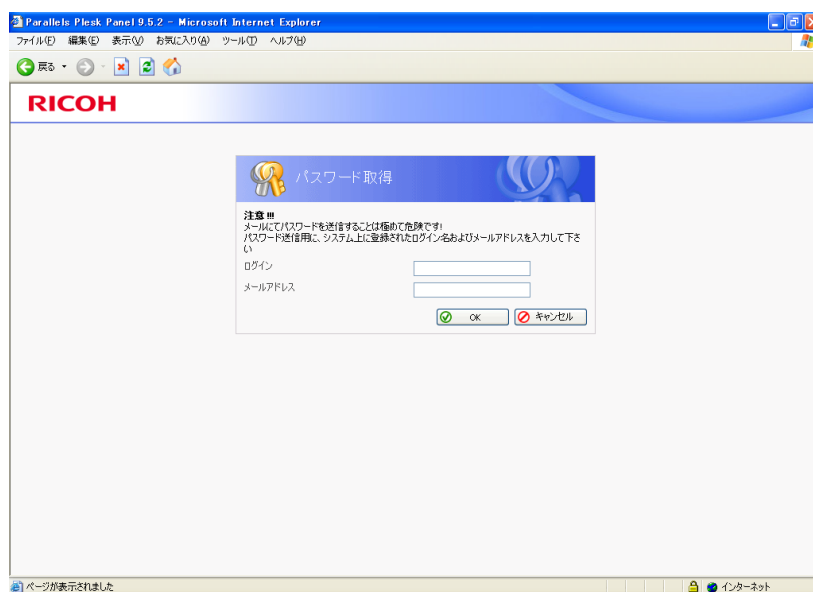 Parallels Plesk Panel 9.5.2 - Microsoft Internet Explorer
ファイル(F) 編集(E) 表示(V) お気に入り(A) ツール(T) ヘルプ(H)
戻る
RICOH
パスワード取得
注意 !!!
メールにてパスワードを送信することは極めて危険です!
パスワード送信用に、システム上に登録されたログイン名およびメールアドレスを入力して下さ
い
ログイン
メールアドレス
OK キャンセル
ページが表示されました インターネット